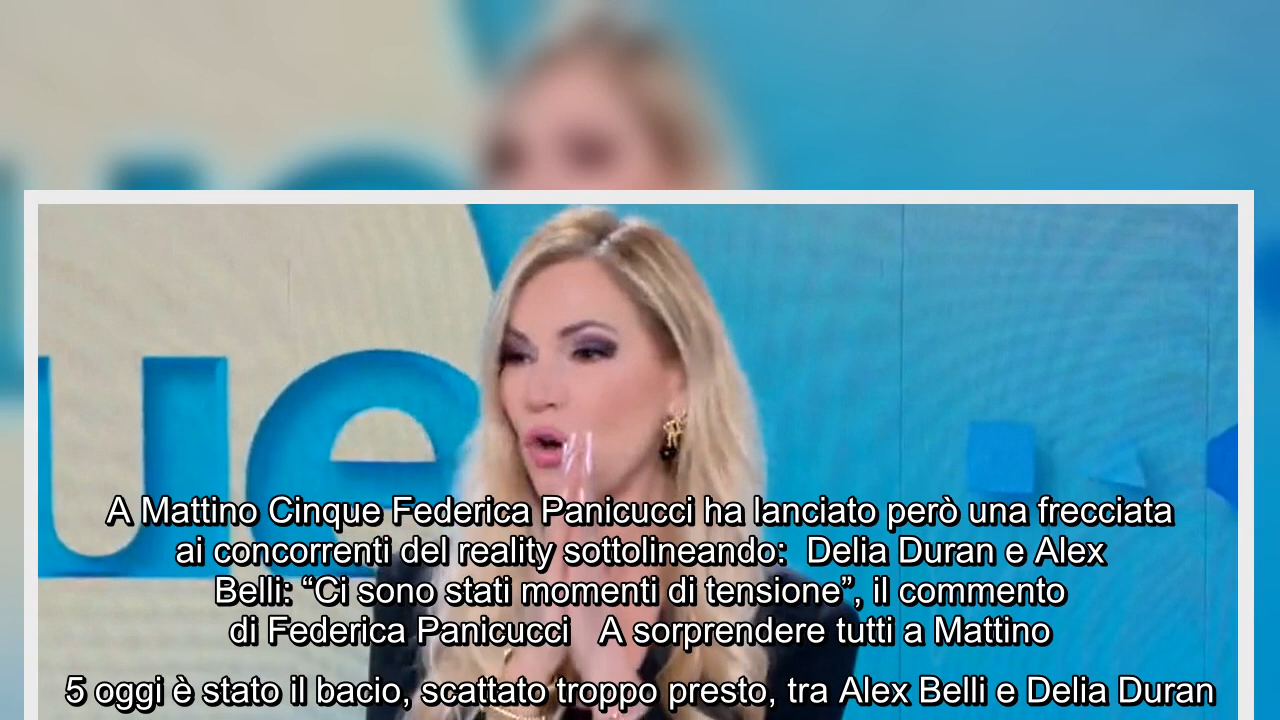 ue
A Mattino Cinque Federica Panicucci ha lanciato però una frecciata
ai concorrenti del reality sottolineando:  Delia Duran e Alex
Belli: “Ci sono stati momenti di tensione”, il commento
di Federica Panicucci   A sorprendere tutti a Mattino
5 oggi è stato il bacio, scattato troppo presto, tra Alex Belli e Delia Duran